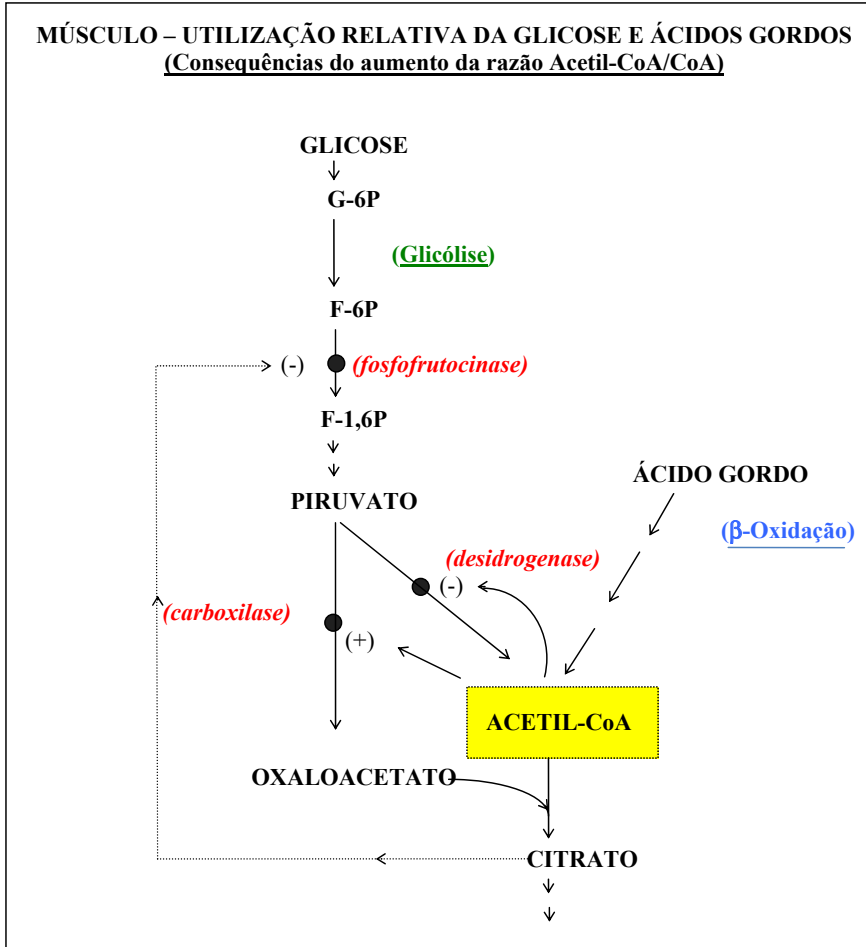 MÚSCULO – UTILIZAÇÃO RELATIVA DA GLICOSE E ÁCIDOS GORDOS
(Consequências do aumento da razão Acetil-CoA/CoA)
GLICOSE
G-6P
(Glicólise)
F-6P
(-)
(fosfofrutocinase)
F-1,6P
ÁCIDO GORDO
PIRUVATO
(β-Oxidação)
(desidrogenase)
(-)
(carboxilase)
(+)
ACETIL-CoA
OXALOACETATO
CITRATO